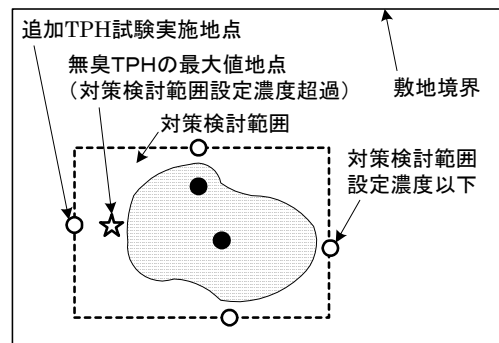 追加TPH試験実施地点
無臭TPHの最大値地点
（対策検討範囲設定濃度超過）
対策検討範囲
敷地境界
対策検討範囲
設定濃度以下